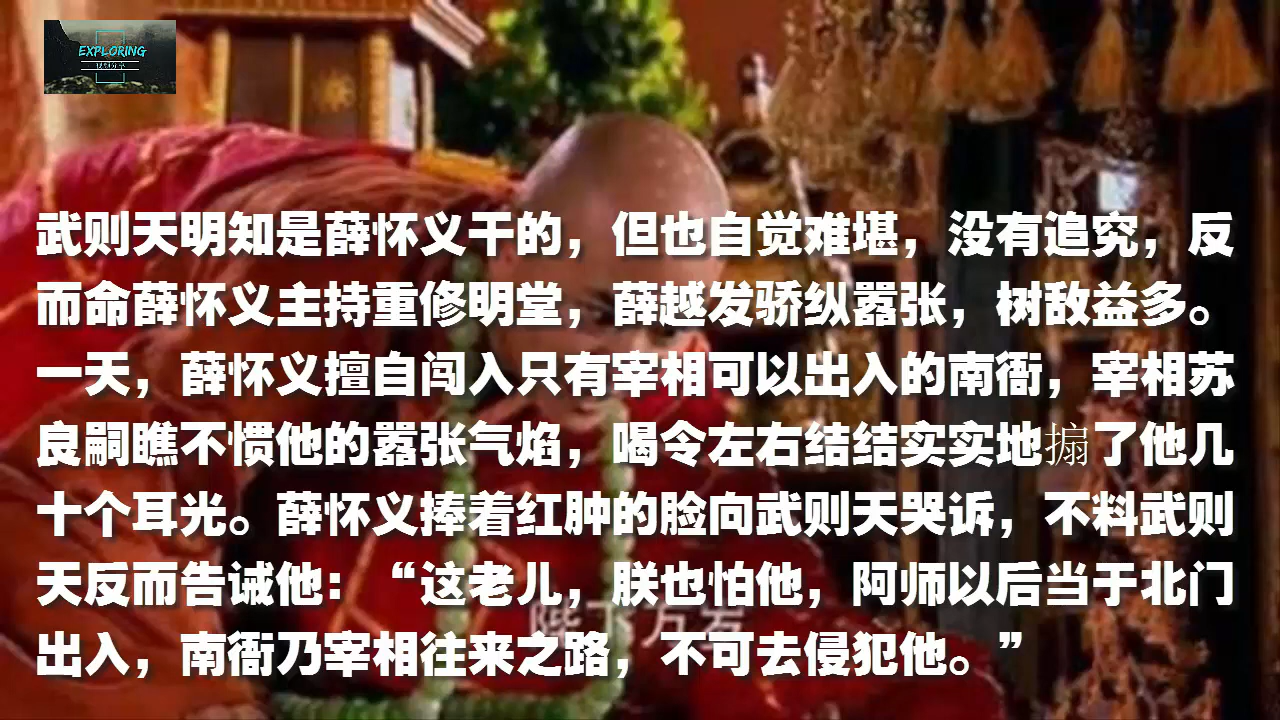 EXPLORING
武则天明知是薛怀义干的，但也自觉难堪，没有追究，反
而命薛怀义主持重修明堂，薛越发骄纵嚣张，树敌益多。
一天，薛怀义擅自闯入只有宰相可以出入的南衙，宰相苏
良嗣瞧不惯他的嚣张气焰，喝令左右结结实实地搧了他几
十个耳光。薛怀义捧着红肿的脸向武则天哭诉，不料武则
天反而告诫他：“这老儿，朕也怕他，阿师以后当于北门
出入，南衙乃宰相往来之路，不可去侵犯他。”
陛下万岁